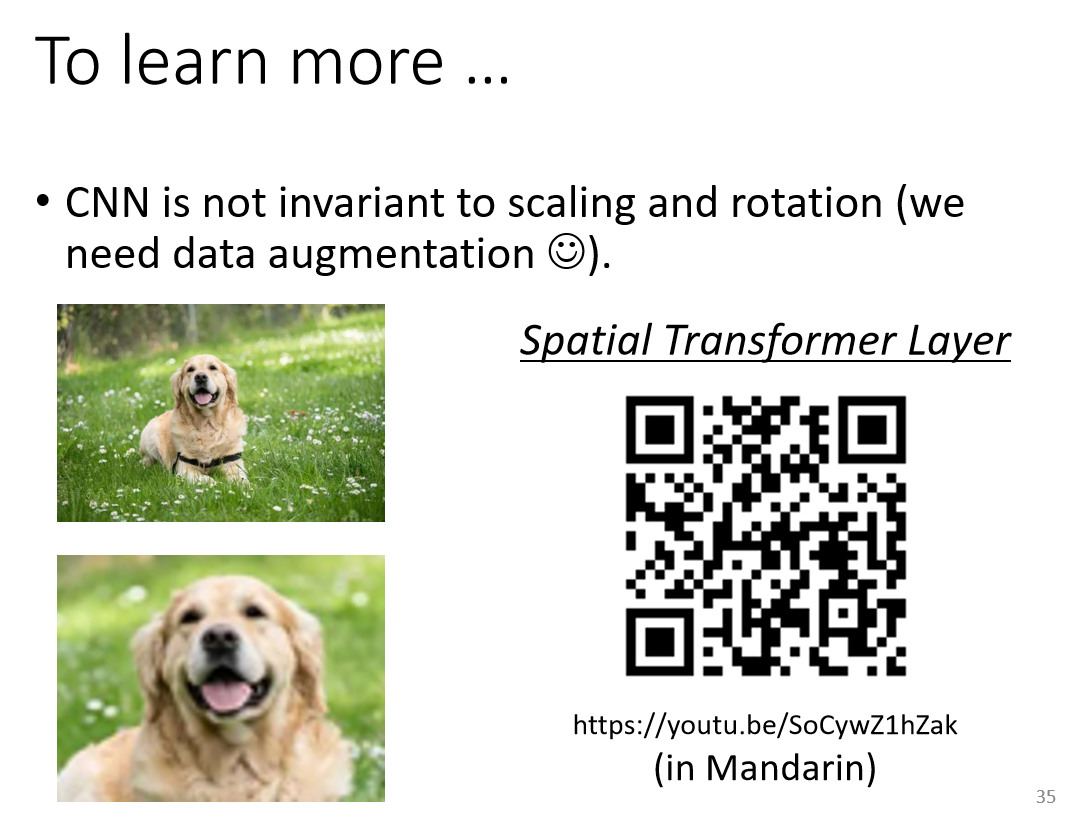 To learn more …
• CNN is not invariant to scaling and rotation (we
need data augmentation ☺).
Spatial Transformer Layer
https://youtu.be/SoCywZ1hZak
(in Mandarin)
35